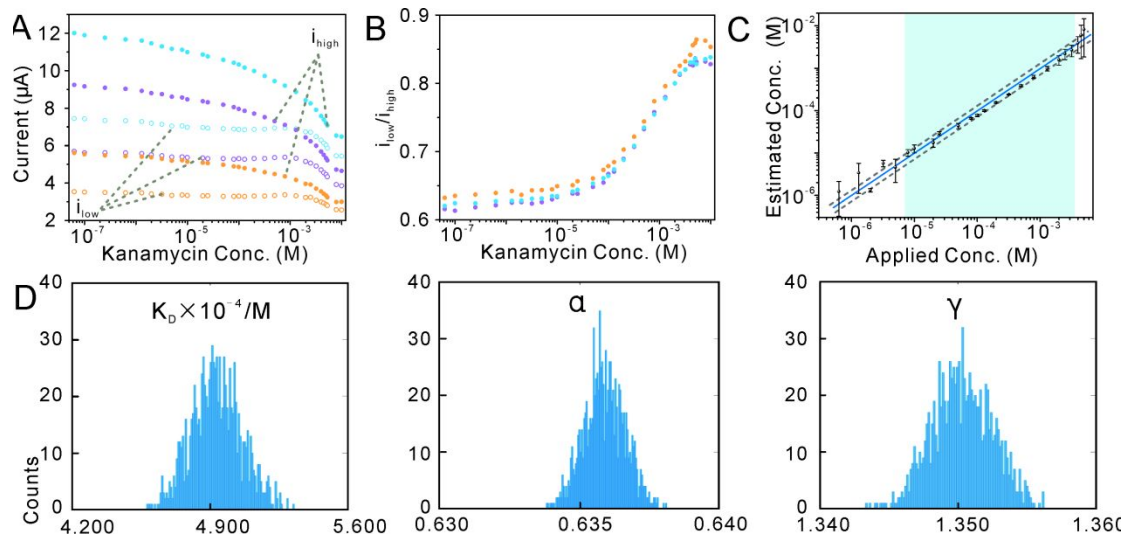 A
Current (μA)
12
10
8
6
4
2
i_high
i_low
10⁻⁷
10⁻⁵
10⁻³
Kanamycin Conc. (M)
B
i_low/i_high
0.8
0.7
0.6
10⁻⁷
10⁻⁵
10⁻³
Kanamycin Conc. (M)
C
Estimated Conc. (M)
10⁻²
10⁻⁴
10⁻⁶
10⁻⁶
10⁻⁵
10⁻⁴
10⁻³
Applied Conc. (M)
D
Counts
40
30
20
10
0
K_D×10⁻⁴/M
4.200
4.900
5.600
40
30
20
10
0
α
0.630
0.635
0.640
40
30
20
10
0
γ
1.340
1.350
1.360